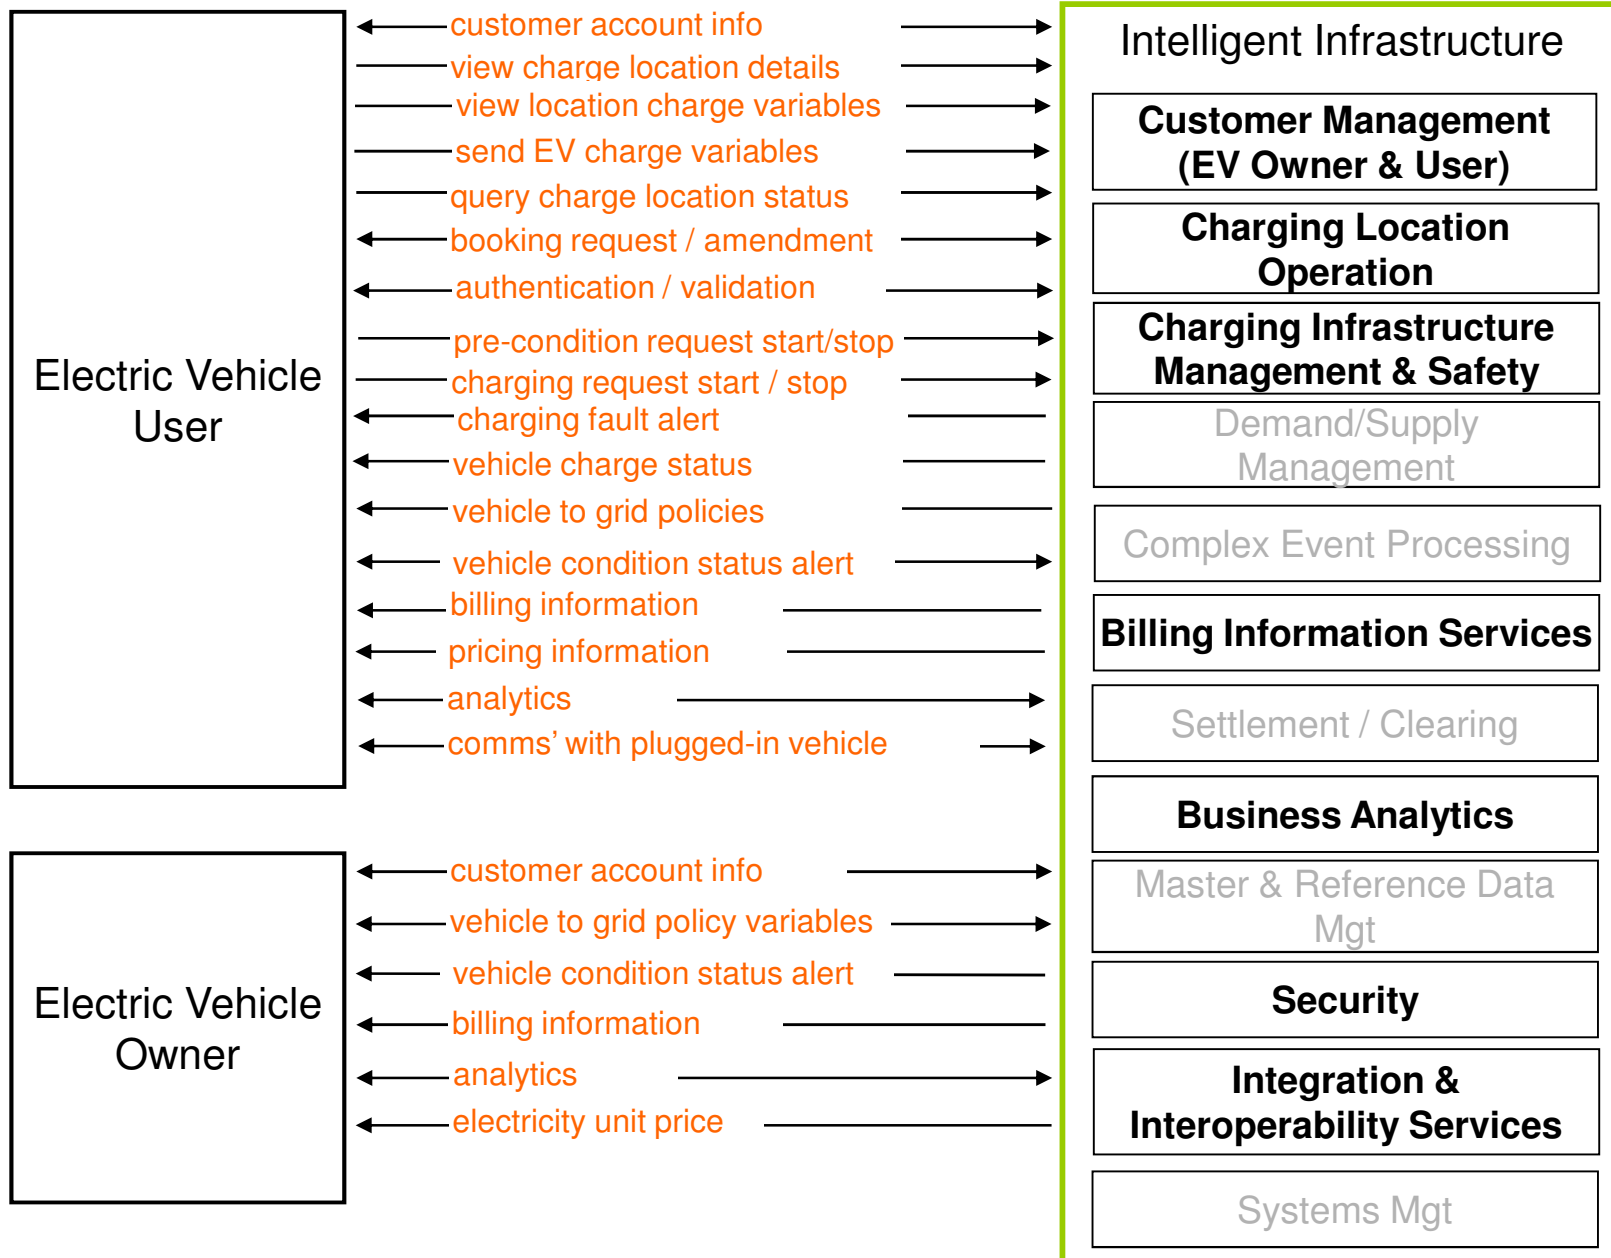 Electric Vehicle
User
customer account info
view charge location details
view location charge variables
send EV charge variables
query charge location status
booking request / amendment
authentication / validation
pre-condition request start/stop
charging request start / stop
charging fault alert
vehicle charge status
vehicle to grid policies
vehicle condition status alert
billing information
pricing information
analytics
comms’ with plugged-in vehicle
Electric Vehicle
Owner
customer account info
vehicle to grid policy variables
vehicle condition status alert
billing information
analytics
electricity unit price
Intelligent Infrastructure
Customer Management
(EV Owner & User)
Charging Location
Operation
Charging Infrastructure
Management & Safety
Demand/Supply
Management
Complex Event Processing
Billing Information Services
Settlement / Clearing
Business Analytics
Master & Reference Data
Mgt
Security
Integration &
Interoperability Services
Systems Mgt